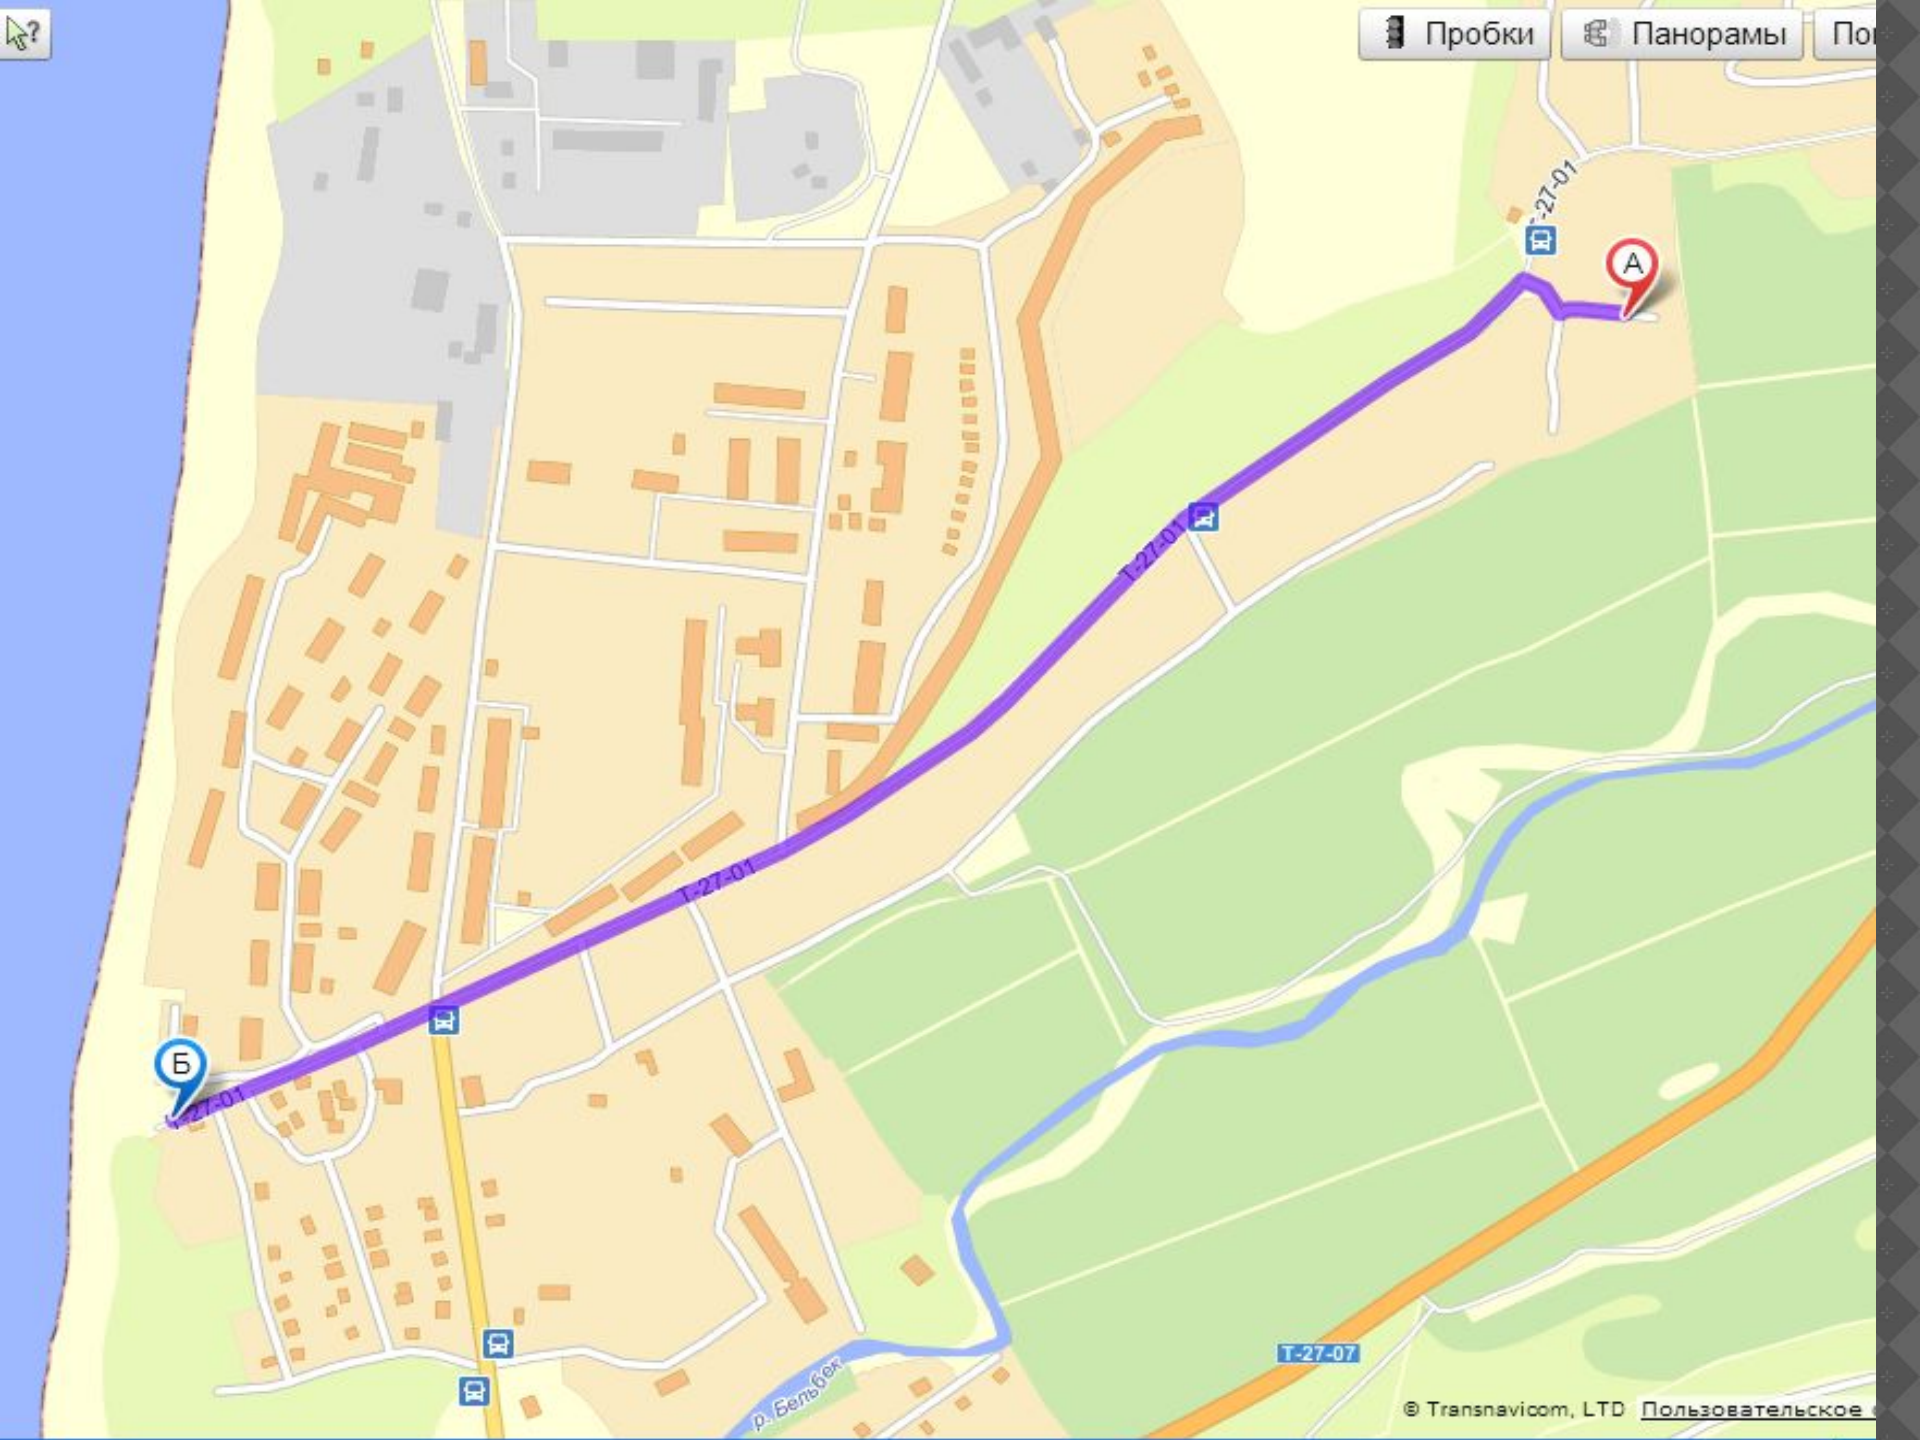 ?
Пробки
Панорамы
По
-27-01
А
Т-27-01
Т-27-01
Б
Т-27-01
Т-27-07
р. Бельбек
© Transnavicom, LTD Пользовательское